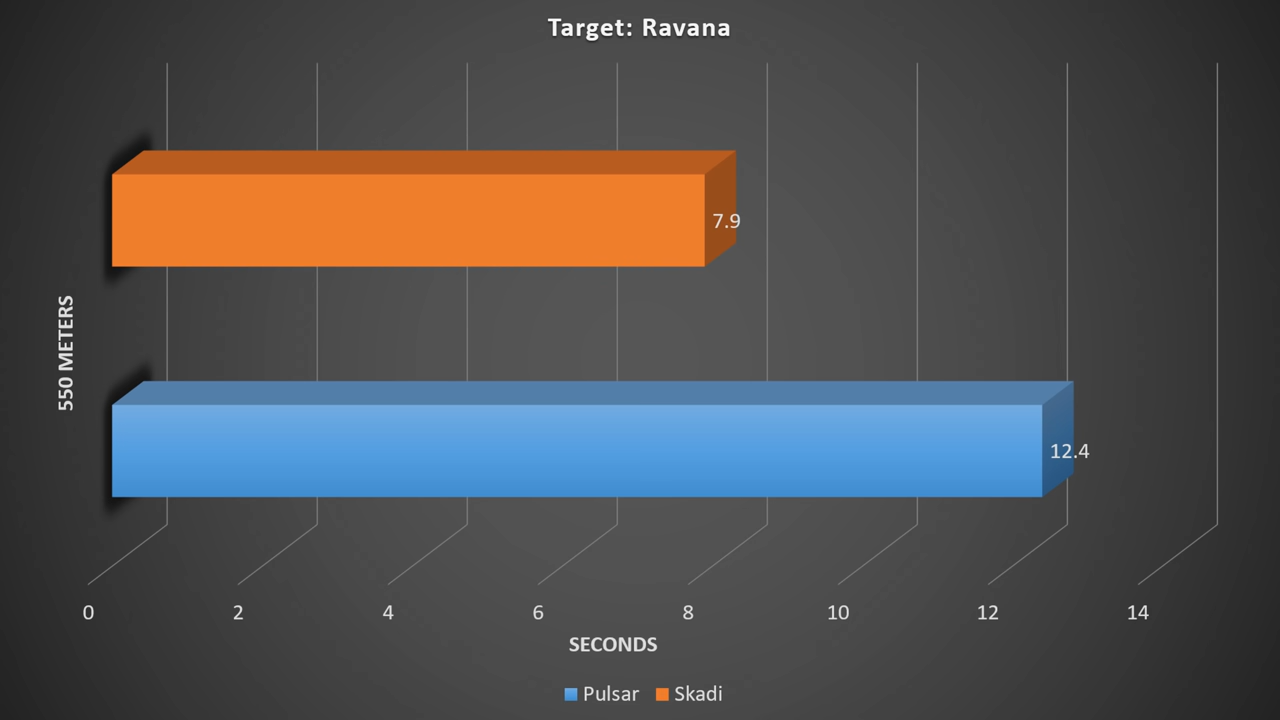 Target: Ravana
7.9
550 METERS
12.4
0 2 4 6 8 10 12 14
SECONDS
Pulsar Skadi